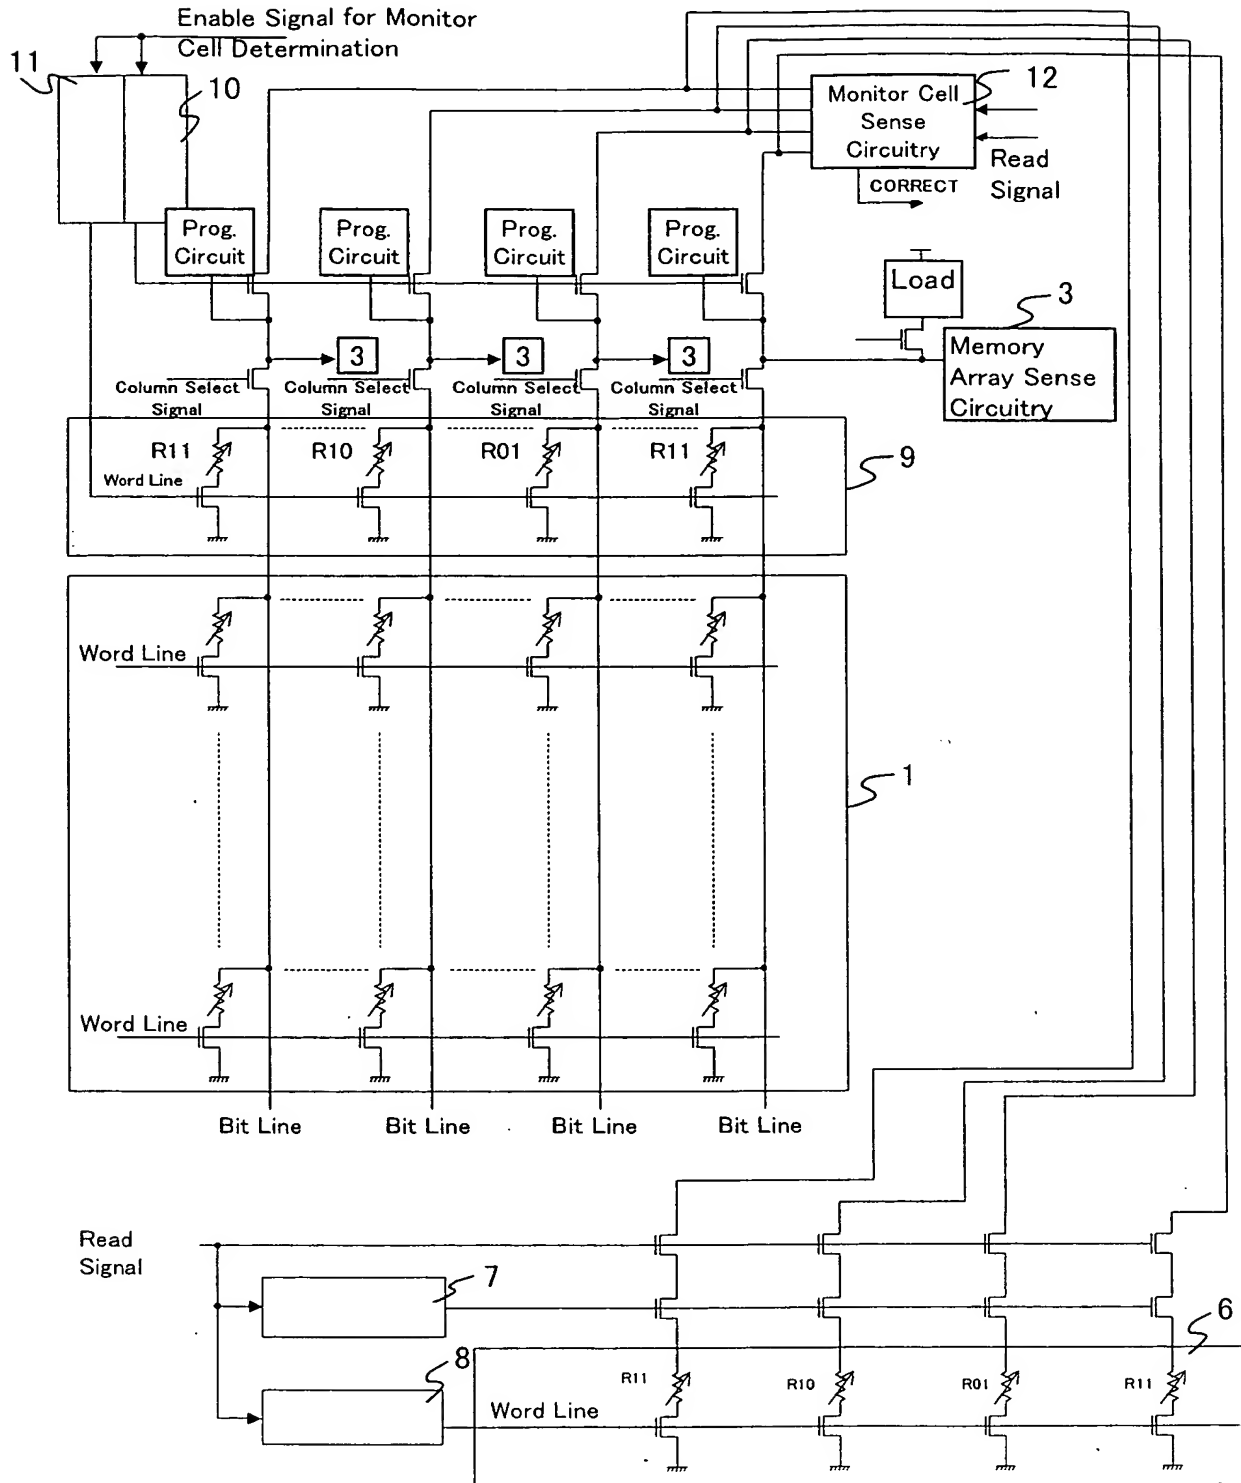 Enable Signal for Monitor
Cell Determination
11
10
12
Monitor Cell
Sense
Circuitry
Read
Signal
CORRECT
Prog.
Circuit
Prog.
Circuit
Prog.
Circuit
Prog.
Circuit
Load
3
3
3
3
Memory
Array Sense
Circuitry
Column Select
Signal
Column Select
Signal
Column Select
Signal
Column Select
Signal
R11
R10
R01
R11
9
Word Line
Word Line
1
Word Line
Bit Line
Bit Line
Bit Line
Bit Line
Read
Signal
7
6
8
R11
R10
R01
R11
Word Line